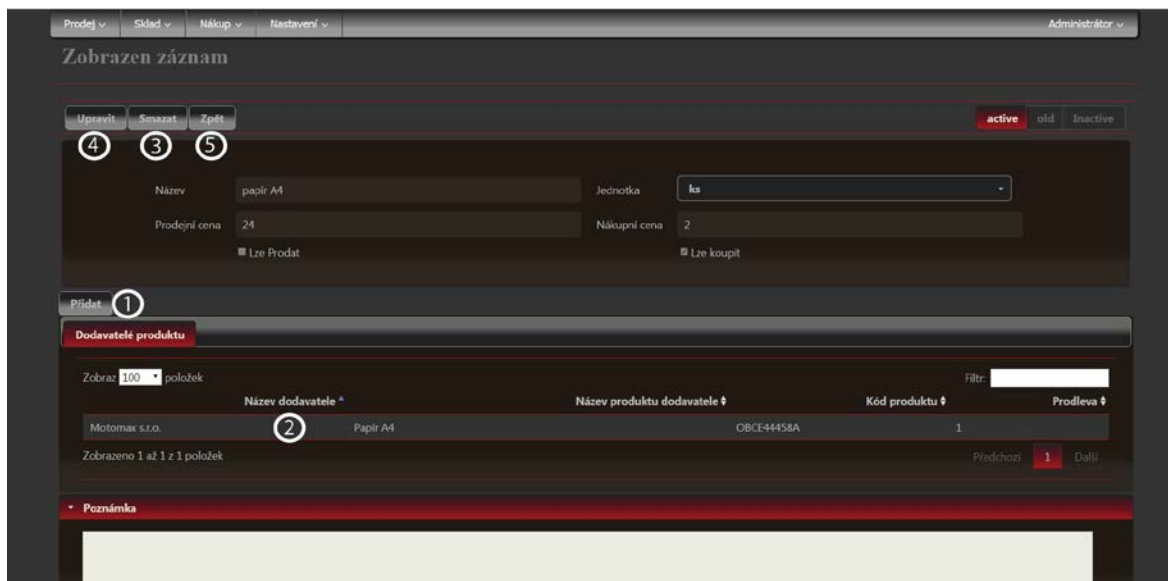 Prodej Sklad Nákup Nastavení Administrátor
Zobrazen záznam
Upravit Smazat Zpět active old Inactive
4 3 5
Název papír A4 Jednotka ks
Prodejní cena 24 Nákupní cena 2
Lze Prodat Lze koupit
Přidat 1
Dodavatelé produktu
Zobraz 100 položek Filtr:
Název dodavatele Název produktu dodavatele Kód produktu Prodleva
Motomax s.r.o. 2 Papír A4 OBCE44458A 1
Zobrazeno 1 až 1 z 1 položek Předchozí 1 Další
Poznámka